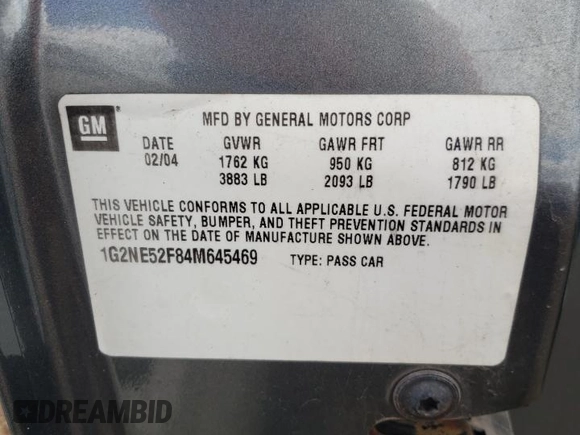 GM
MFD BY GENERAL MOTORS CORP
DATE GVWR GAWR FRT GAWR RR
02/04 1762 KG 950 KG 812 KG
3883 LB 2093 LB 1790 LB
THIS VEHICLE CONFORMS TO ALL APPLICABLE U.S. FEDERAL MOTOR
VEHICLE SAFETY, BUMPER, AND THEFT PREVENTION STANDARDS IN
EFFECT ON THE DATE OF MANUFACTURE SHOWN ABOVE.
1G2NE52F84M645469 TYPE: PASS CAR
DREAMBID